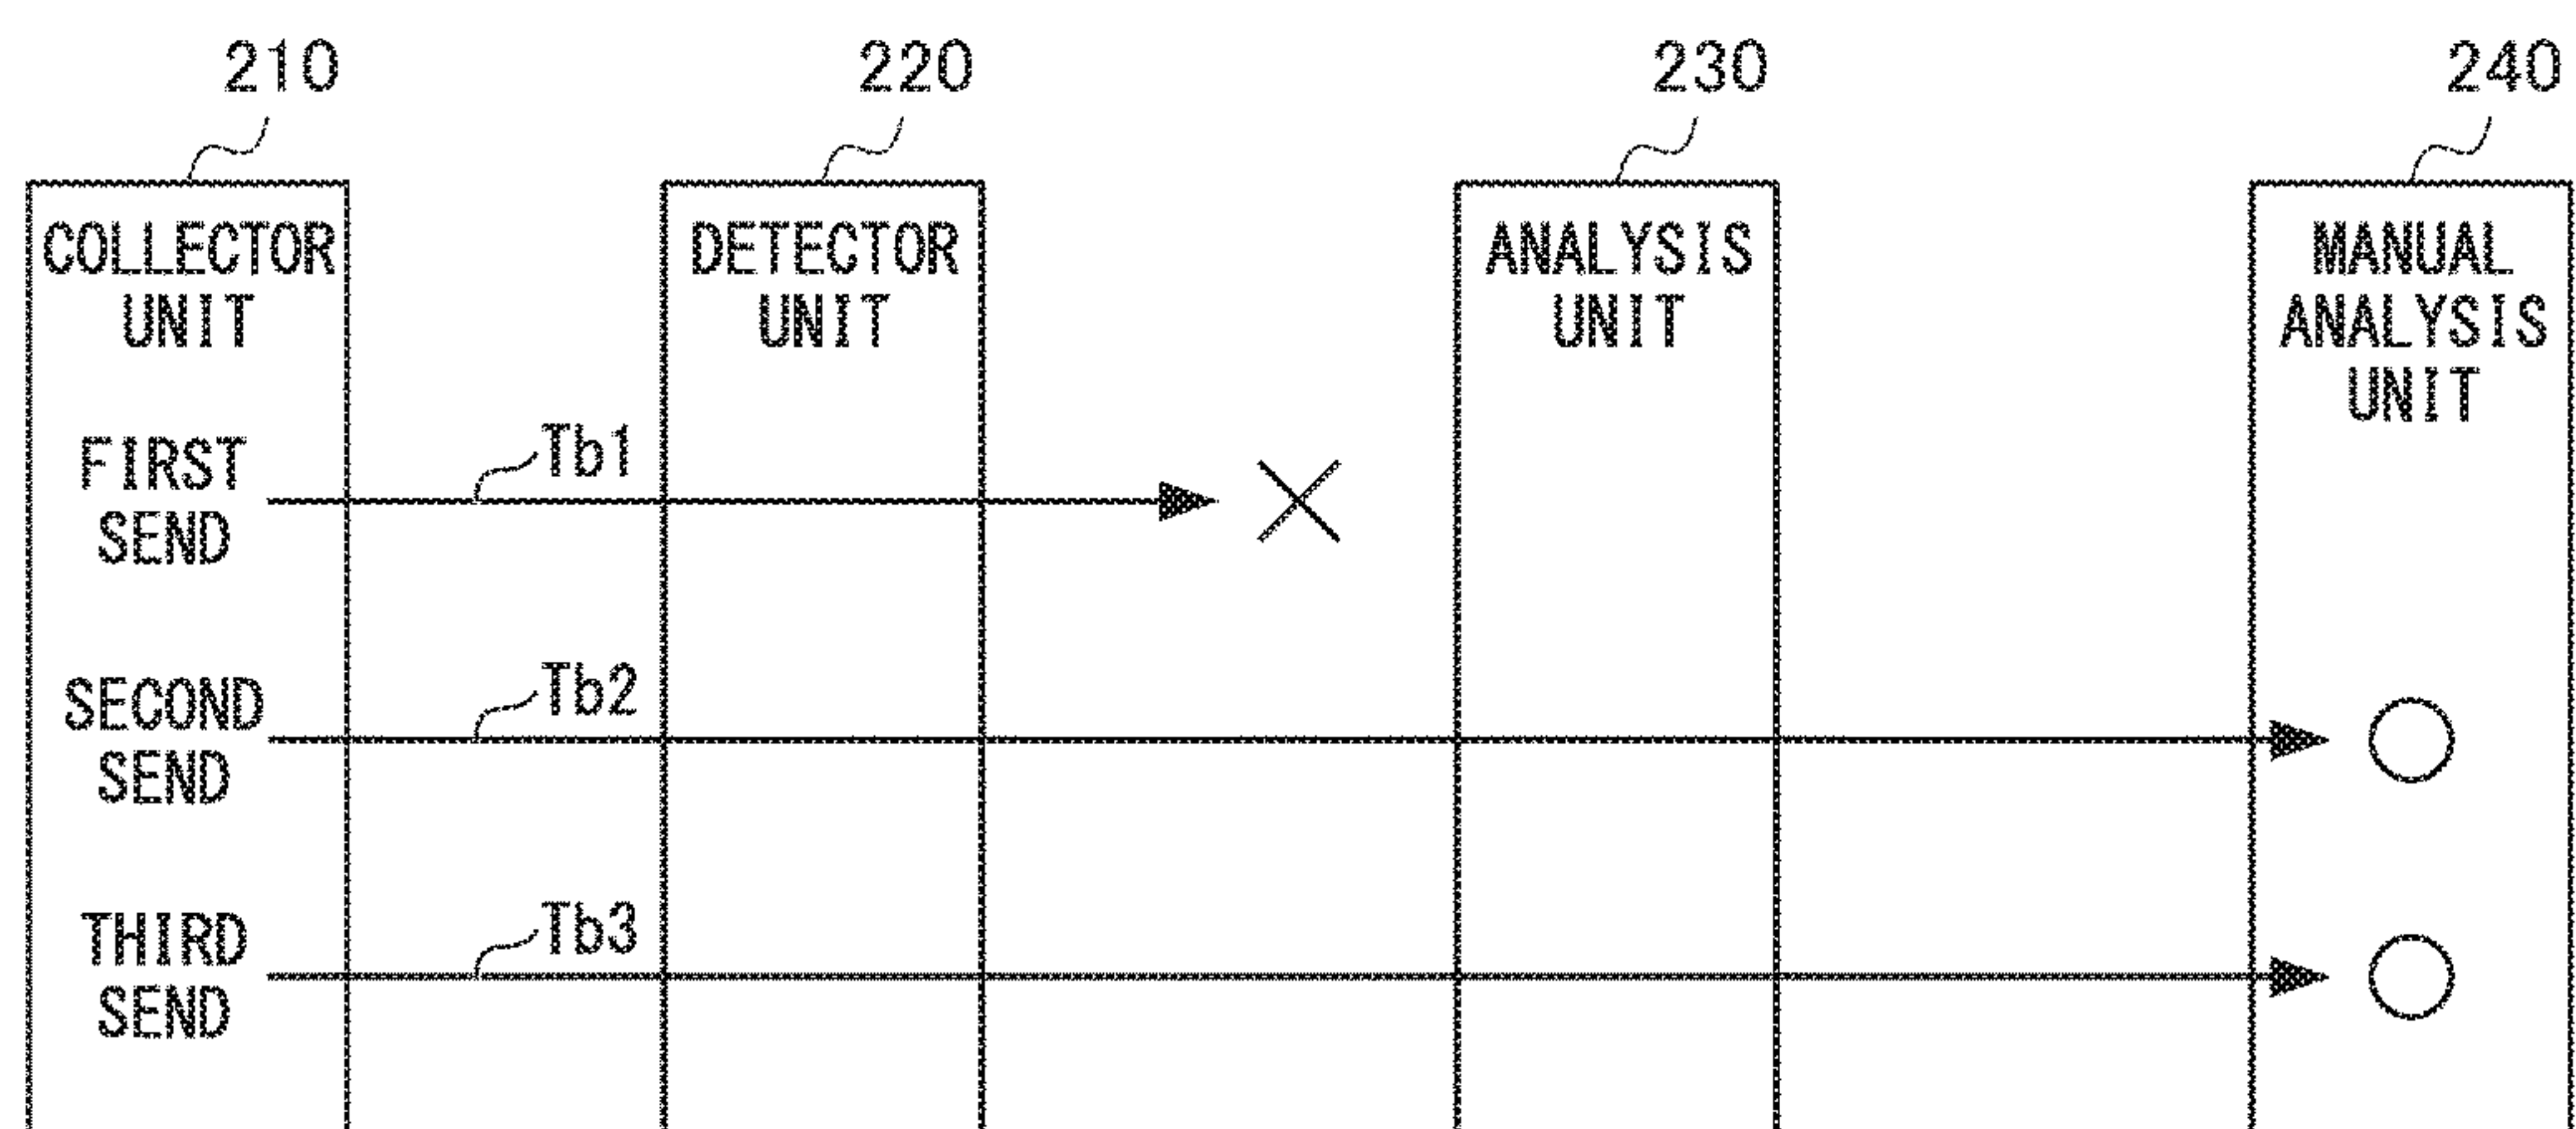 210
220
230
240
COLLECTOR
UNIT
DETECTOR
UNIT
ANALYSIS
UNIT
MANUAL
ANALYSIS
UNIT
FIRST
SEND
Tb1
SECOND
SEND
Tb2
THIRD
SEND
Tb3